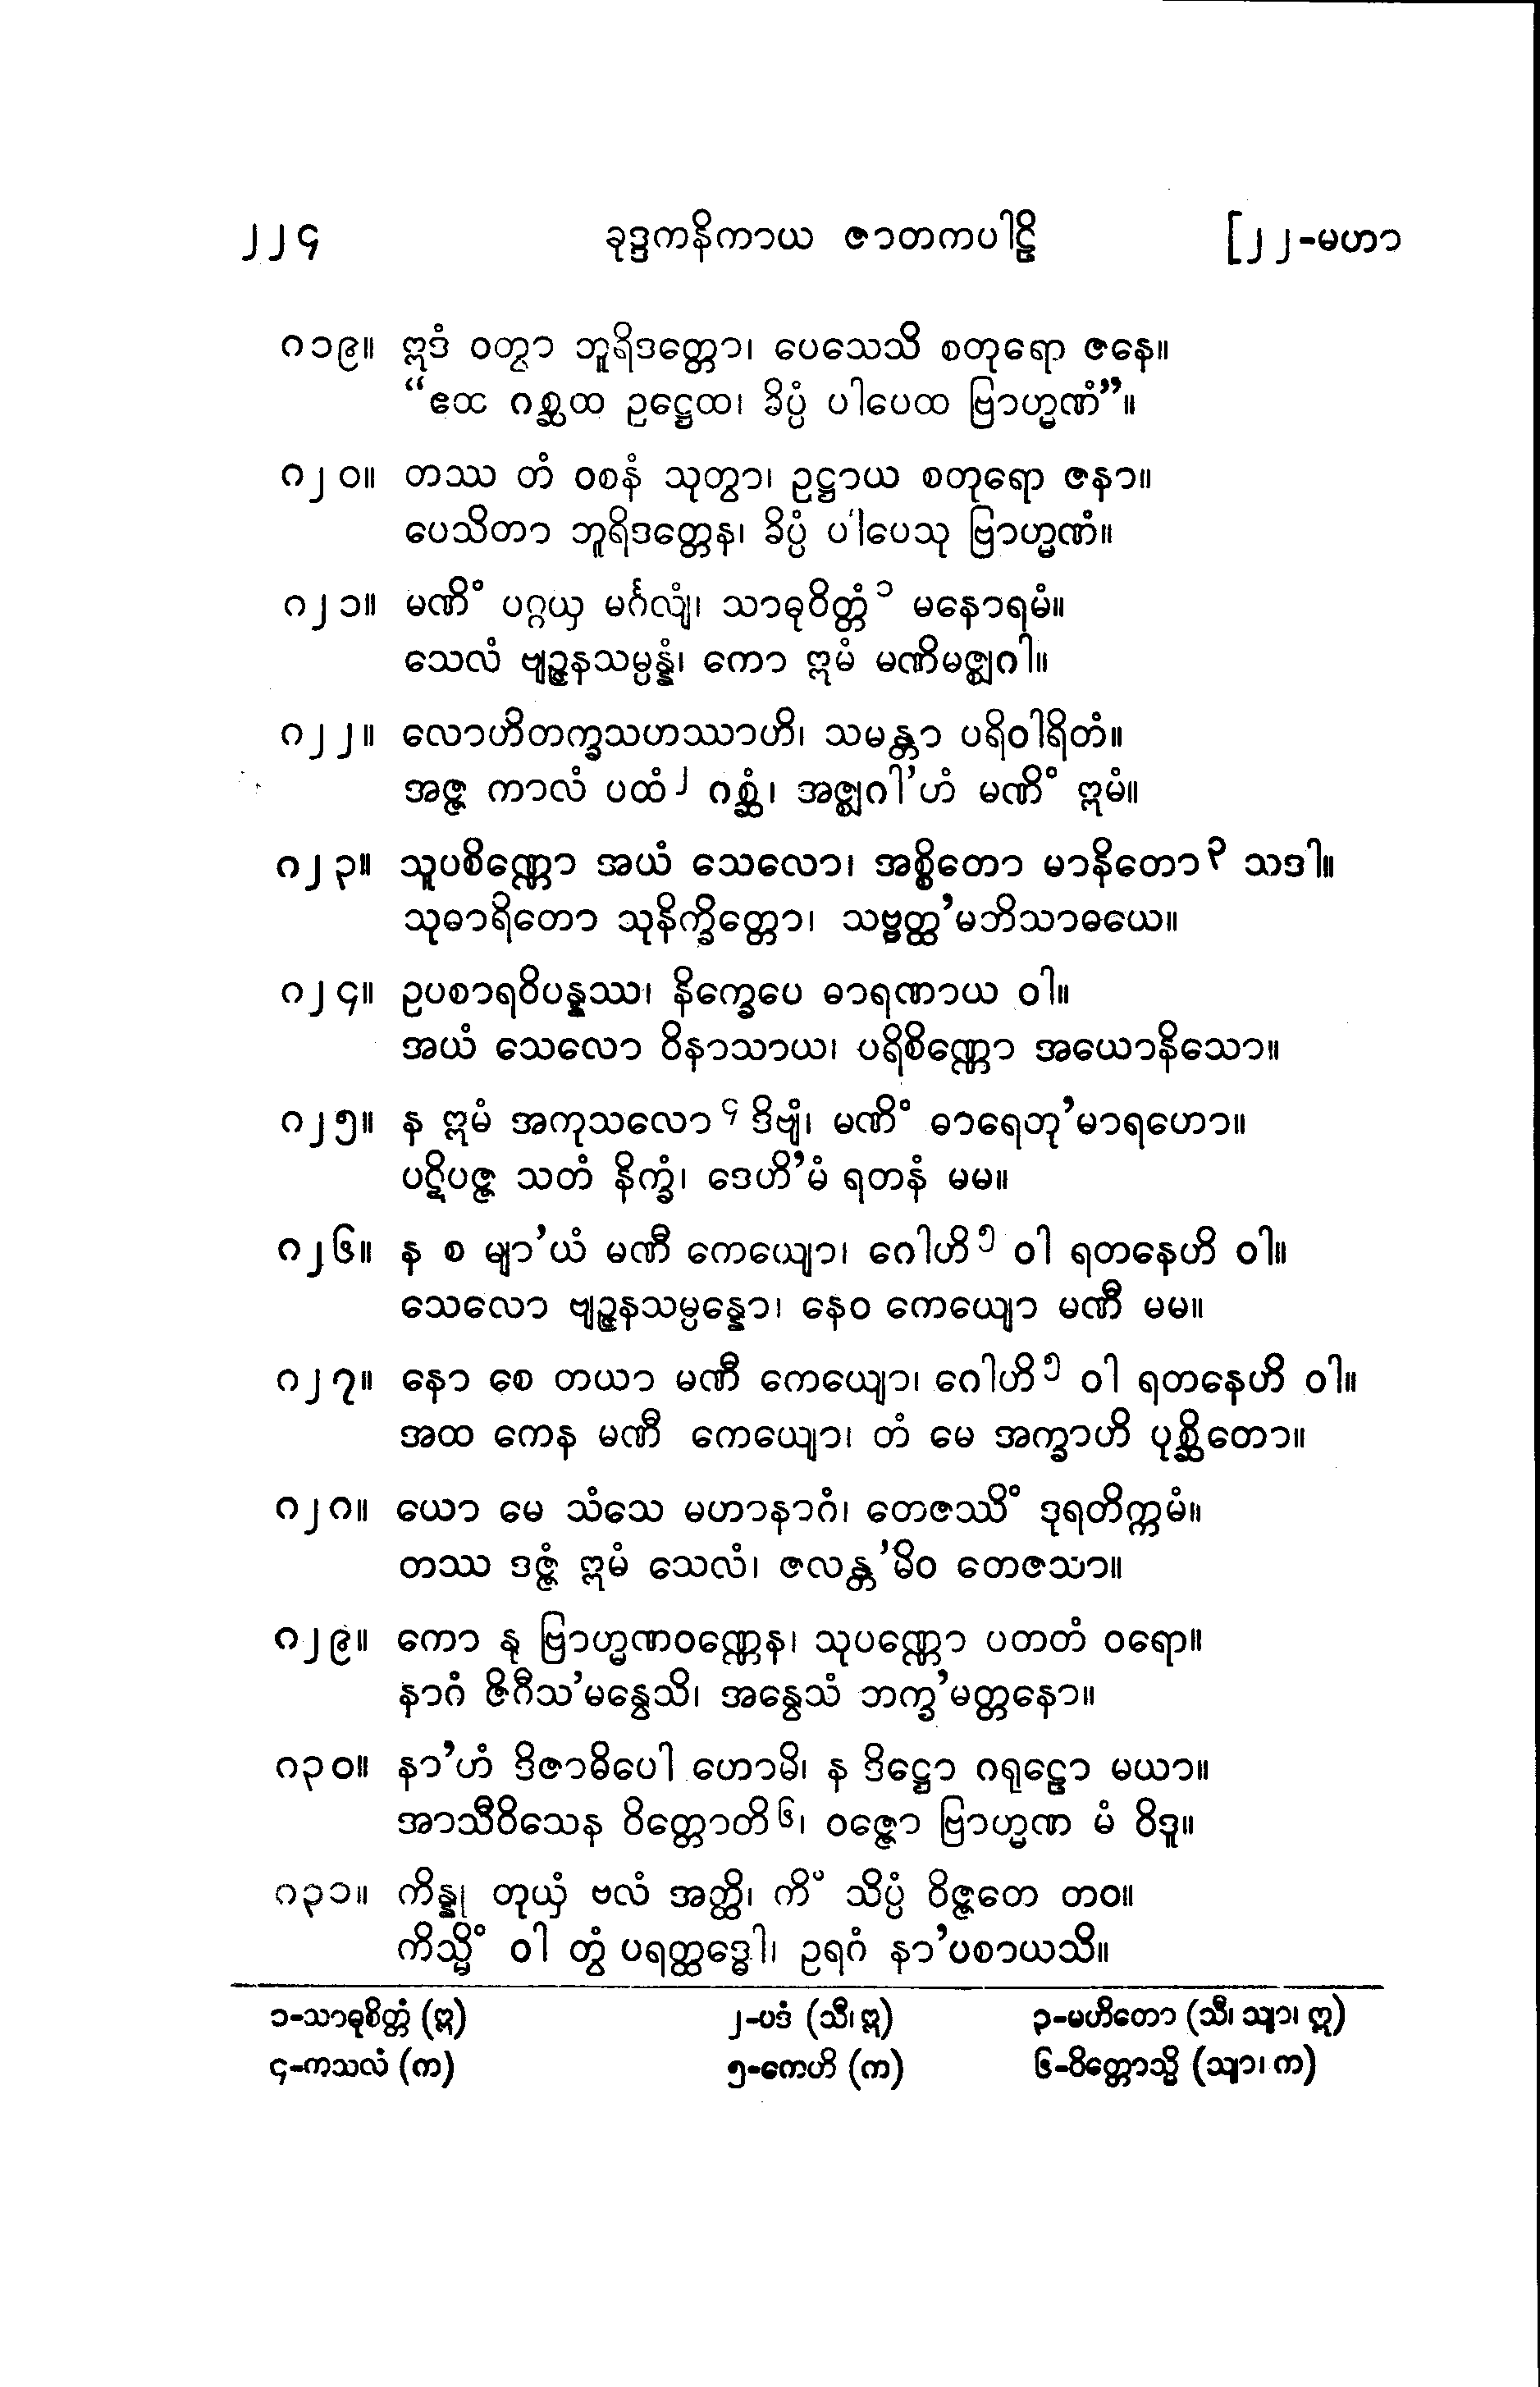 ၂၂၄ ခုဒ္ဒကနိကာယ ဇာတကပါဠိ [၂၂-မဟာ
၈၁၉။ ဣဒံ ဝတွာ ဘူရိဒတ္တော၊ ပေသေသိ စတုရော ဇနေ။
“ဧထ ဂစ္ဆထ ဥဋ္ဌေထ၊ ခိပ္ပံ ပါပေထ ဗြာဟ္မဏံ”။
၈၂၀။ တဿ တံ ဝစနံ သုတွာ၊ ဥဋ္ဌာယ စတုရော ဇနာ။
ပေသိတာ ဘူရိဒတ္တေန၊ ခိပ္ပံ ပါပေသု ဗြာဟ္မဏံ။
၈၂၁။ မဏိံ ပဂ္ဂယှ မင်္ဂလျံ၊ သာဓုဝိတ္တံ ၁ မနောရမံ။
သေလံ ဗျဉ္ဇနသမ္ပန္နံ၊ ကော ဣမံ မဏိမဇ္ဈဂါ။
၈၂၂။ လောဟိတက္ခသဟဿာဟိ၊ သမန္တာ ပရိဝါရိတံ။
အဇ္ဇ ကာလံ ပထံ ၂ ဂစ္ဆံ၊ အဇ္ဈဂါ’ဟံ မဏိံ ဣမံ။
၈၂၃။ သူပစိဏ္ဏော အယံ သေလော၊ အစ္စိတော မာနိတော ၃ သဒါ။
သုဓာရိတော သုနိက္ခိတ္တော၊ သဗ္ဗတ္ထ’မဘိသာဓယေ။
၈၂၄။ ဥပစာရဝိပန္နဿ၊ နိက္ခေပေ ဓာရဏာယ ဝါ။
အယံ သေလော ဝိနာသာယ၊ ပရိစိဏ္ဏော အယောနိသော။
၈၂၅။ န ဣမံ အကုသလော ၄ ဒိဗျံ၊ မဏိံ ဓာရေတု’မာရဟော။
ပဋိပဇ္ဇ သတံ နိက္ခံ၊ ဒေဟိ’မံ ရတနံ မမ။
၈၂၆။ န စ မျာ’ယံ မဏီ ကေယျော၊ ဂေါဟိ ၅ ဝါ ရတနေဟိ ဝါ။
သေလော ဗျဉ္ဇနသမ္ပန္နော၊ နေဝ ကေယျော မဏီ မမ။
၈၂၇။ နော စေ တယာ မဏီ ကေယျော၊ ဂေါဟိ ၅ ဝါ ရတနေဟိ ဝါ။
အထ ကေန မဏီ ကေယျော၊ တံ မေ အက္ခာဟိ ပုစ္ဆိတော။
၈၂၈။ ယော မေ သံသေ မဟာနာဂံ၊ တေဇဿိံ ဒုရတိက္ကမံ။
တဿ ဒဇ္ဇံ ဣမံ သေလံ၊ ဇလန္တ’မိဝ တေဇသာ။
၈၂၉။ ကော နု ဗြာဟ္မဏဝဏ္ဏေန၊ သုပဏ္ဏော ပတတံ ဝရော။
နာဂံ ဇိဂီသ’မန္ဝေသိ၊ အန္ဝေသံ ဘက္ခ’မတ္တနော။
၈၃၀။ နာ’ဟံ ဒိဇာဓိပေါ ဟောမိ၊ န ဒိဋ္ဌော ဂရုဠော မယာ။
အာသီဝိသေန ဝိတ္တောတိ ၆၊ ဝဇ္ဇော ဗြာဟ္မဏ မံ ဝိဒူ။
၈၃၁။ ကိန္နု တုယှံ ဗလံ အတ္ထိ၊ ကိံ သိပ္ပံ ဝိဇ္ဇတေ တဝ။
ကိသ္မိံ ဝါ တွံ ပရတ္ထဒ္ဓေါ၊ ဥရဂံ နာ’ပစာယသိ။
၁-သာဓုစိတ္တံ (ဣ) ၂-ပဒံ (သီ၊ ဣ) ၃-မဟိတော (သီ၊ သျာ၊ ဣ)
၄-ကသလံ (က) ၅-ကေဟိ (က) ၆-ဝိတ္တောသ္မိ (သျာ၊ က)